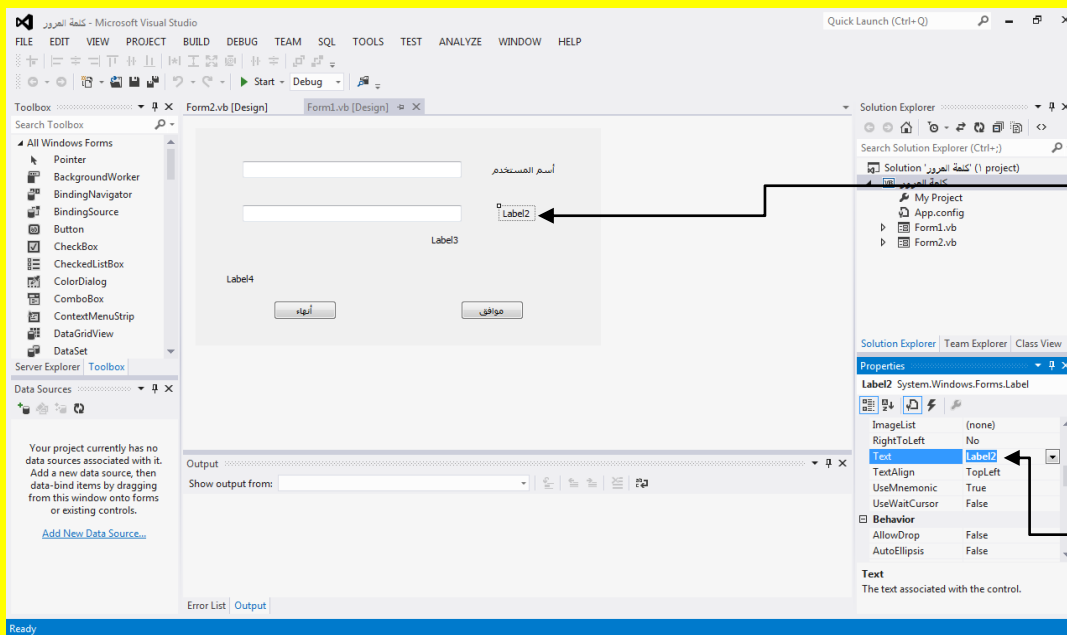 كلمة المرور - Microsoft Visual Studio
Quick Launch (Ctrl+Q)
FILE EDIT VIEW PROJECT BUILD DEBUG TEAM SQL TOOLS TEST ANALYZE WINDOW HELP
Start Debug
Toolbox
Search Toolbox
All Windows Forms
Pointer
BackgroundWorker
BindingNavigator
BindingSource
Button
CheckBox
CheckedListBox
ColorDialog
ComboBox
ContextMenuStrip
DataGridView
DataSet
Server Explorer Toolbox
Data Sources
Your project currently has no
data sources associated with it.
Add a new data source, then
data-bind items by dragging
from this window onto forms
or existing controls.
Add New Data Source...
Form2.vb [Design] Form1.vb [Design]
أسم المستخدم
Label2
Label3
Label4
أنهاء موافق
Output
Show output from:
Error List Output
Solution Explorer
Search Solution Explorer (Ctrl+;)
Solution 'كلمة المرور' (١ project)
كلمة المرور
My Project
App.config
Form1.vb
Form2.vb
Solution Explorer Team Explorer Class View
Properties
Label2 System.Windows.Forms.Label
ImageList (none)
RightToLeft No
Text Label2
TextAlign TopLeft
UseMnemonic True
UseWaitCursor False
Behavior
AllowDrop False
AutoEllipsis False
Text
The text associated with the control.
Ready